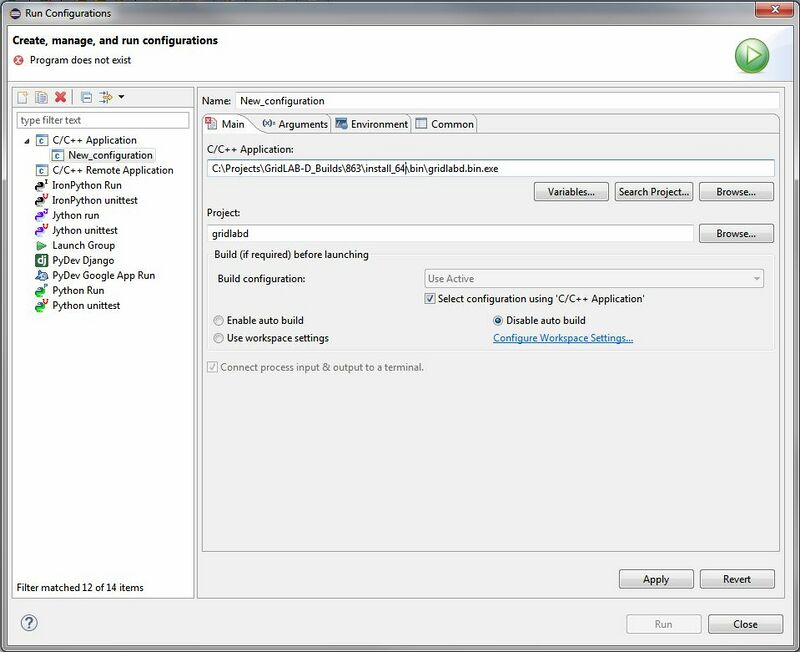 Run Configurations
Create, manage, and run configurations
Program does not exist
type filter text
C/C++ Application
New_configuration
C/C++ Remote Application
IronPython Run
IronPython unittest
Jython run
Jython unittest
Launch Group
PyDev Django
PyDev Google App Run
Python Run
Python unittest
Filter matched 12 of 14 items
Name: New_configuration
Main Arguments Environment Common
C/C++ Application:
C:\Projects\GridLAB-D_Builds\863\install_64\bin\gridlabd.bin.exe
Variables... Search Project... Browse...
Project:
gridlabd Browse...
Build (if required) before launching
Build configuration: Use Active
Select configuration using 'C/C++ Application'
Enable auto build Disable auto build
Use workspace settings Configure Workspace Settings...
Connect process input & output to a terminal.
Apply Revert
Run Close